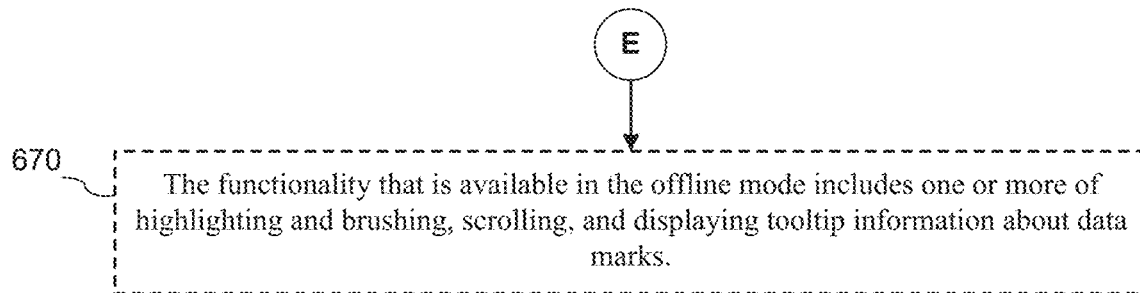 E
670
The functionality that is available in the offline mode includes one or more of
highlighting and brushing, scrolling, and displaying tooltip information about data
marks.